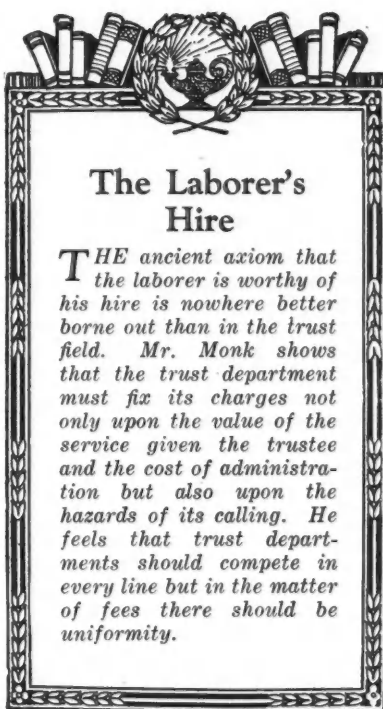 The Laborer's
Hire
THE ancient axiom that
the laborer is worthy of
his hire is nowhere better
borne out than in the trust
field. Mr. Monk shows
that the trust department
must fix its charges not
only upon the value of the
service given the trustee
and the cost of administra-
tion but also upon the
hazards of its calling. He
feels that trust depart-
ments should compete in
every line but in the matter
of fees there should be
uniformity.